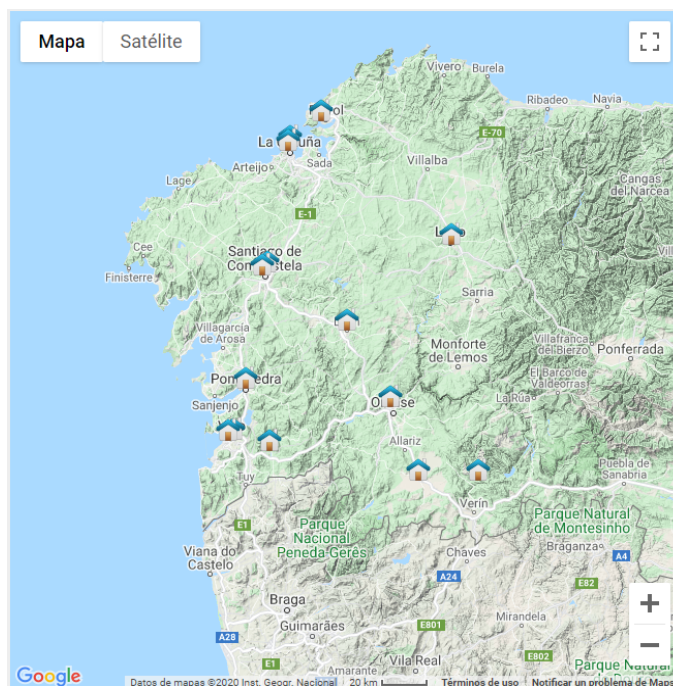 Mapa
Satélite
Vivero
Burela
Ribadeo
Navia
La
Sada
Arteijo
E-70
Villalba
Lage
Cangas
del Narcea
E-1
Cee
Santiago de
Finisterre
Sarria
Villagarcía
de Arosa
Monforte
de Lemos
Villafranca
del Bierzo
Ponferrada
El Barco de
Valdeorras
Sanjenjo
La Rúa
Allariz
Puebla de
Sanabria
Tuy
Verín
Parque Natural
de Montesinho
E1
Parque
Nacional
Peneda-Gerês
Viana do
Castelo
Chaves
Braganza
A4
A24
E82
Braga
Mirandela
A28
Guimarães
E801
E1
Vila Real
E802
Parque
Natural
Amarante
Google
Datos de mapas ©2020 Inst. Geogr. Nacional
20 km
Términos de uso
Notificar un problema de Maps